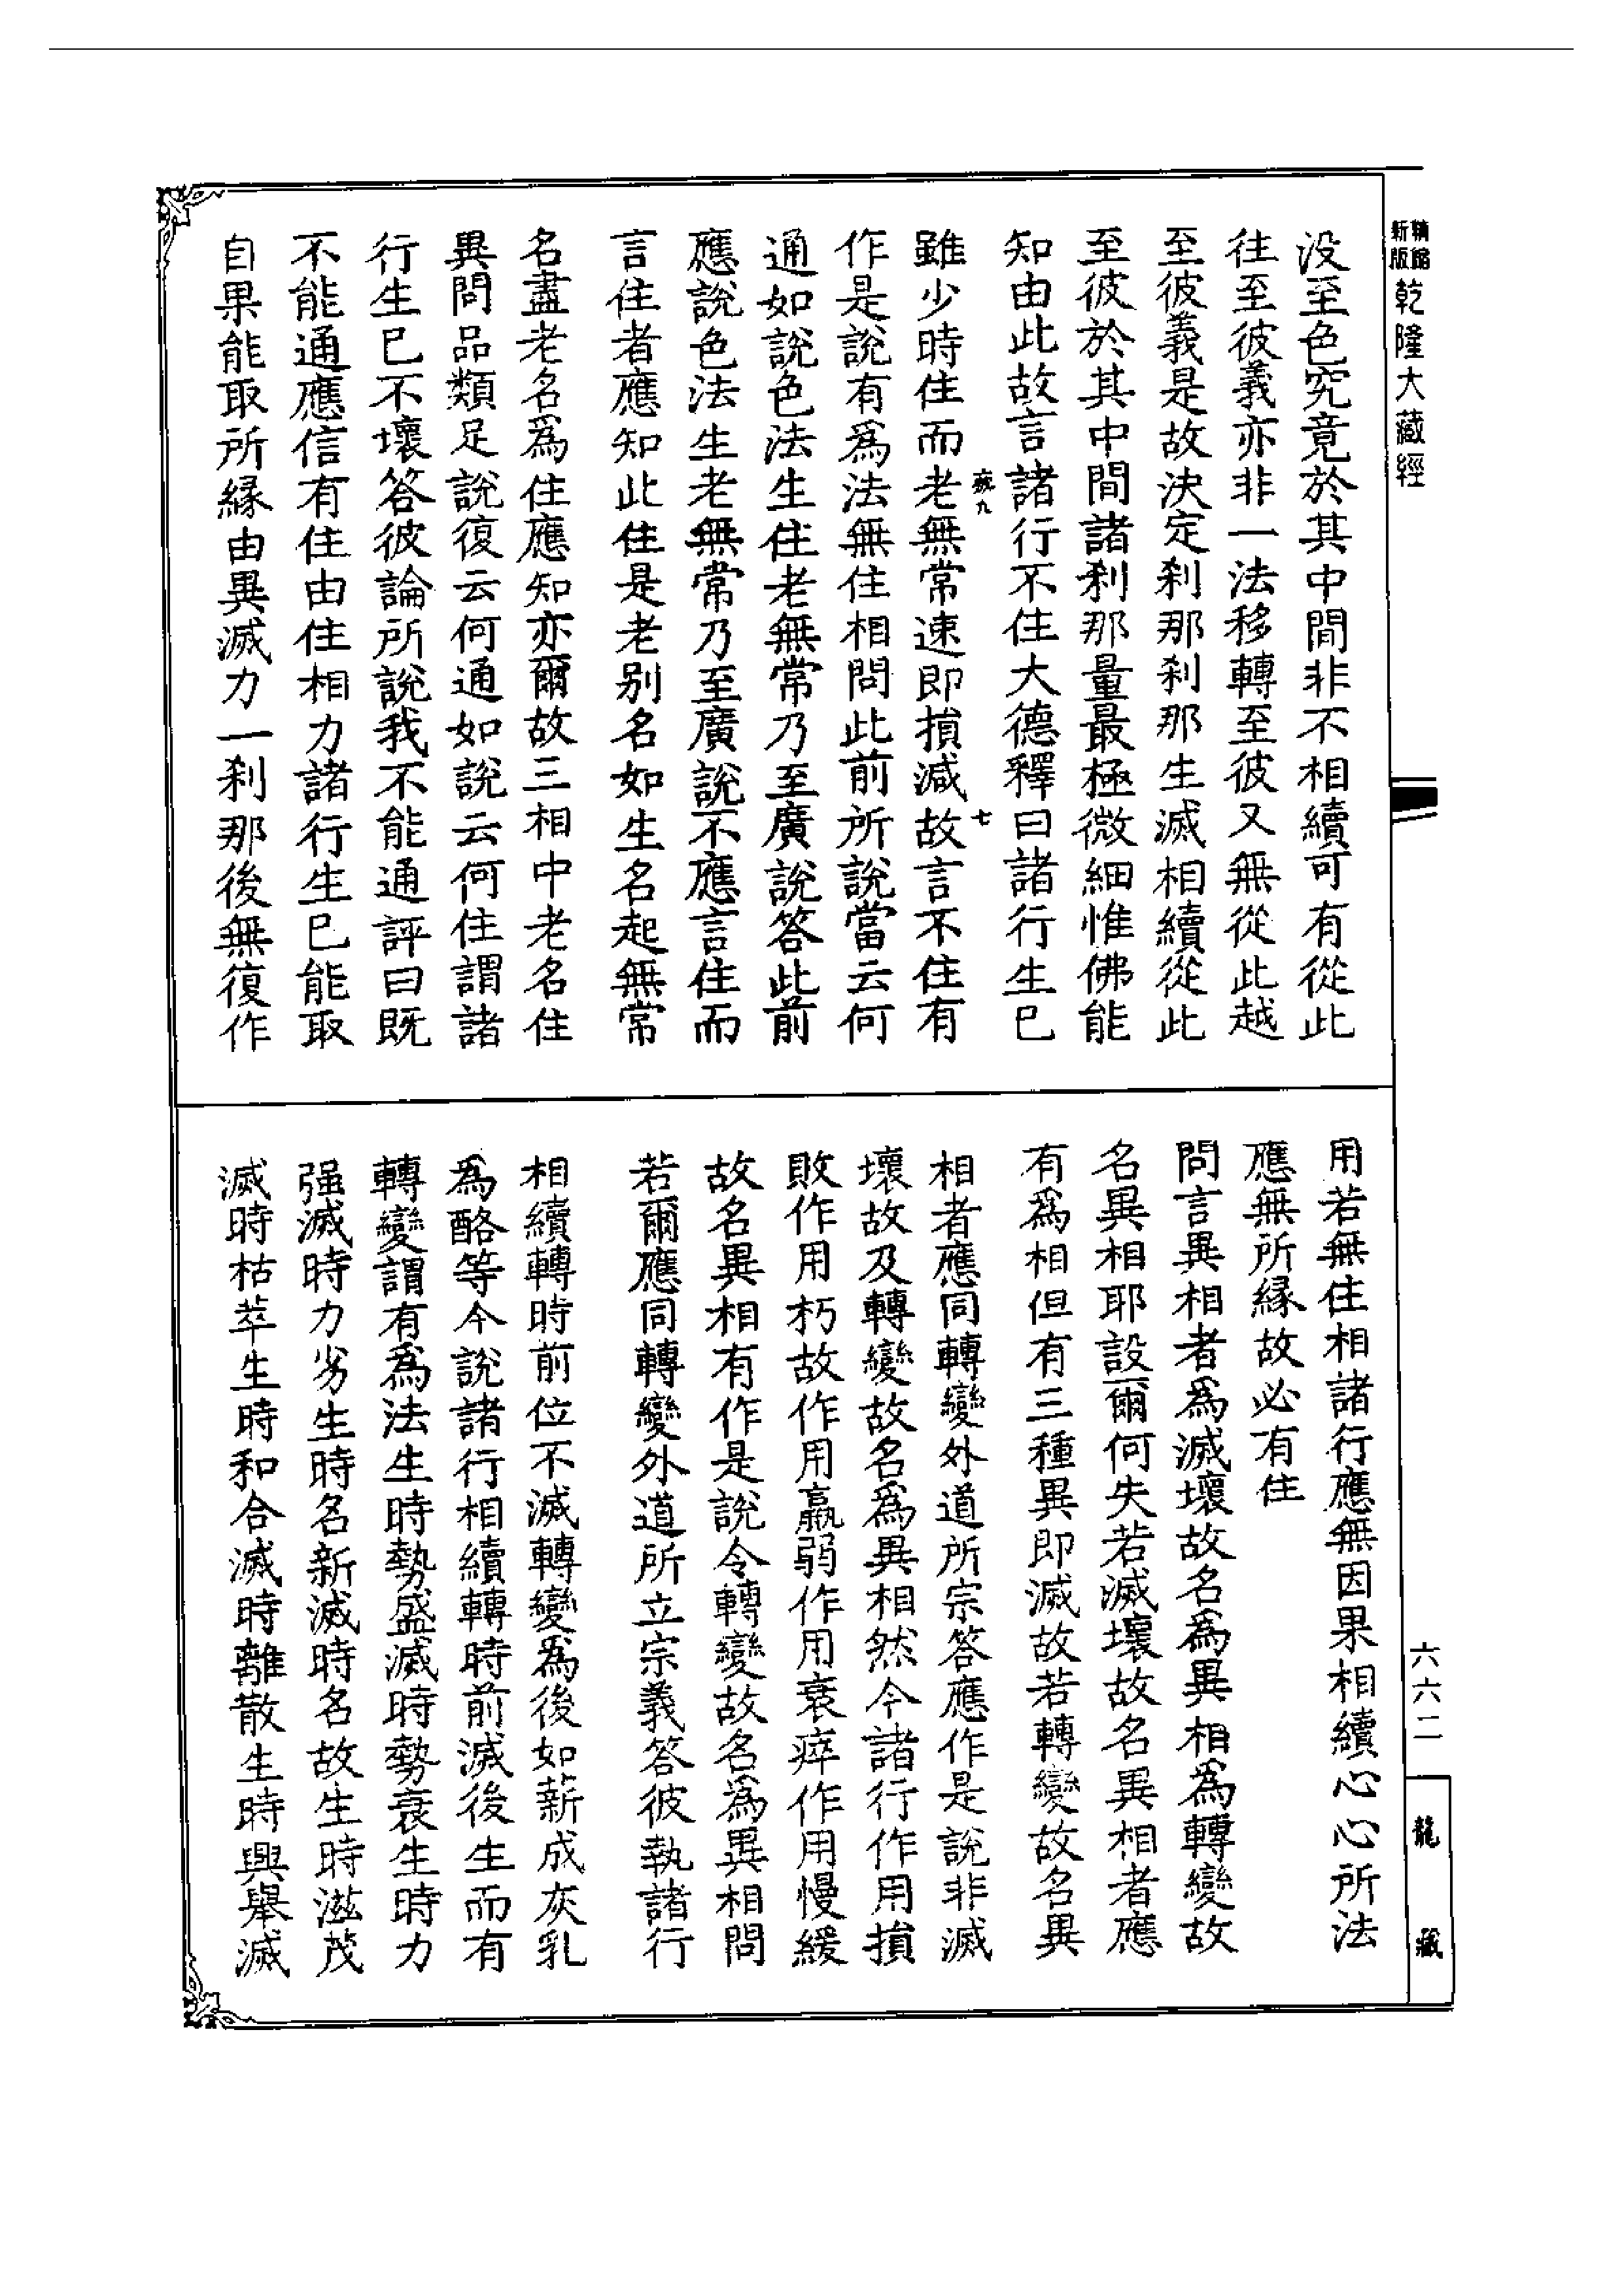 新版
精縮
乾隆大藏經
没至色究竟於其中間非不相續可有從此
往至彼義亦非一法移轉至彼又無從此越
至彼義是故決定刹那刹那生滅相續從此
至彼於其中間諸刹那量最極微細惟佛能
知由此故言諸行不住大德釋曰諸行生已
雖少時住而老無常速即損減故言不住有
作是說有爲法無住相問此前所說當云何
通如說色法生住老無常乃至廣說答此前
應說色法生老無常乃至廣說不應言住而
言住者應知此住是老别名如生名起無常
名盡老名爲住應知亦爾故三相中老名住
異問品類足說復云何通如說云何住謂諸
行生已不壞答彼論所說我不能通評曰既
不能通應信有住由住相力諸行生已能取
自果能取所緣由異滅力一刹那後無復作
七
用若無住相諸行應無因果相續心心所法
應無所緣故必有住
問言異相者爲滅壞故名爲異相爲轉變故
名異相耶設爾何失若滅壞故名異相者應
有爲相但有三種異即滅故若轉變故名異
相者應同轉變外道所宗答應作是說非滅
壞故及轉變故名爲異相然今諸行作用損
敗作用朽故作用羸弱作用衰瘁作用慢緩
故名異相有作是說令轉變故名爲異相問
若爾應同轉變外道所立宗義答彼執諸行
相續轉時前位不滅轉變爲後如薪成灰乳
爲酪等今說諸行相續轉時前滅後生而有
轉變謂有爲法生時勢盛滅時勢衰生時力
强滅時力劣生時名新滅時名故生時滋茂
滅時枯萃生時和合滅時離散生時興舉滅
六六二
龍藏